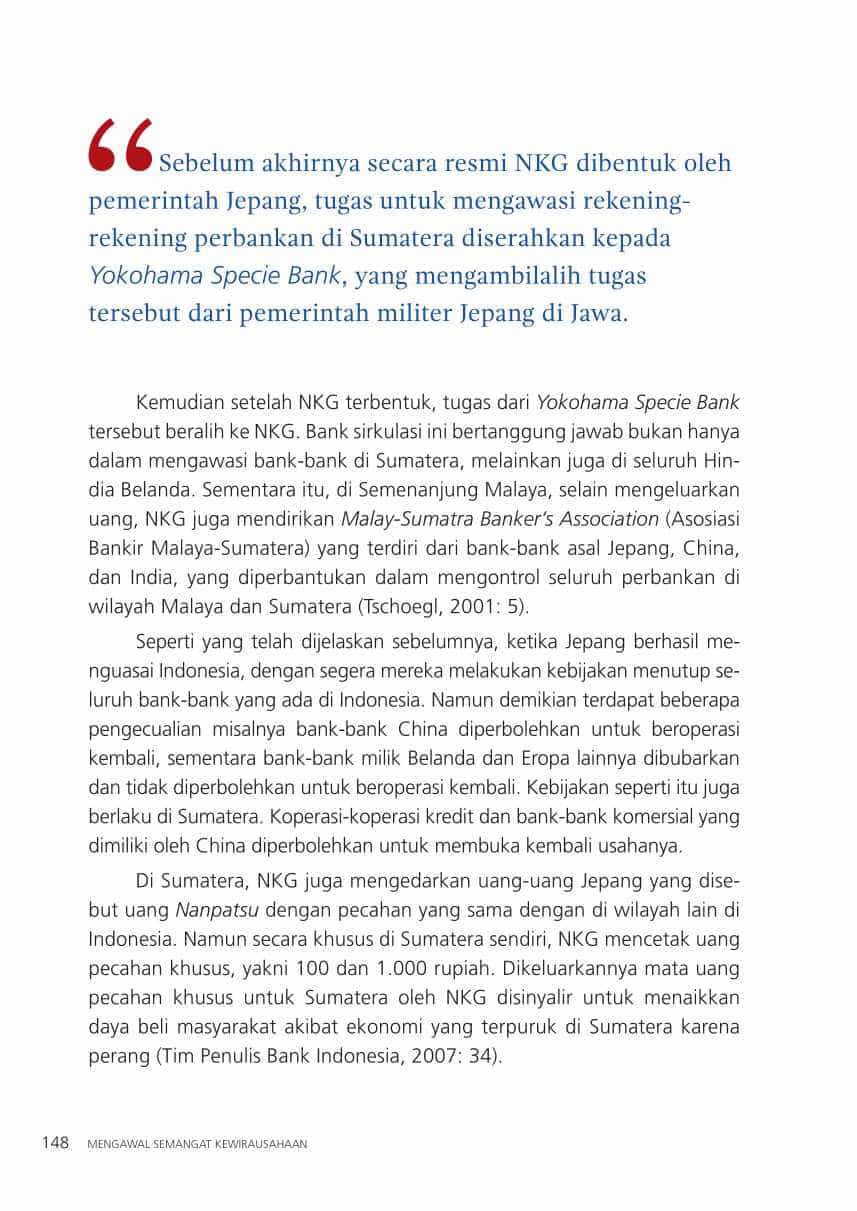 “Sebelum akhirnya secara resmi NKG dibentuk oleh
pemerintah Jepang, tugas untuk mengawasi rekening-
rekening perbankan di Sumatera diserahkan kepada
Yokohama Specie Bank, yang mengambilalih tugas
tersebut dari pemerintah militer Jepang di Jawa.
Kemudian setelah NKG terbentuk, tugas dari Yokohama Specie Bank
tersebut beralih ke NKG. Bank sirkulasi ini bertanggung jawab bukan hanya
dalam mengawasi bank-bank di Sumatera, melainkan juga di seluruh Hin-
dia Belanda. Sementara itu, di Semenanjung Malaya, selain mengeluarkan
uang, NKG juga mendirikan Malay-Sumatra Banker’s Association (Asosiasi
Bankir Malaya-Sumatera) yang terdiri dari bank-bank asal Jepang, China,
dan India, yang diperbantukan dalam mengontrol seluruh perbankan di
wilayah Malaya dan Sumatera (Tschoegl, 2001: 5).
Seperti yang telah dijelaskan sebelumnya, ketika Jepang berhasil me-
nguasai Indonesia, dengan segera mereka melakukan kebijakan menutup se-
luruh bank-bank yang ada di Indonesia. Namun demikian terdapat beberapa
pengecualian misalnya bank-bank China diperbolehkan untuk beroperasi
kembali, sementara bank-bank milik Belanda dan Eropa lainnya dibubarkan
dan tidak diperbolehkan untuk beroperasi kembali. Kebijakan seperti itu juga
berlaku di Sumatera. Koperasi-koperasi kredit dan bank-bank komersial yang
dimiliki oleh China diperbolehkan untuk membuka kembali usahanya.
Di Sumatera, NKG juga mengedarkan uang-uang Jepang yang dise-
but uang Nanpatsu dengan pecahan yang sama dengan di wilayah lain di
Indonesia. Namun secara khusus di Sumatera sendiri, NKG mencetak uang
pecahan khusus, yakni 100 dan 1.000 rupiah. Dikeluarkannya mata uang
pecahan khusus untuk Sumatera oleh NKG disinyalir untuk menaikkan
daya beli masyarakat akibat ekonomi yang terpuruk di Sumatera karena
perang (Tim Penulis Bank Indonesia, 2007: 34).
148 MENGAWAL SEMANGAT KEWIRAUSAHAAN